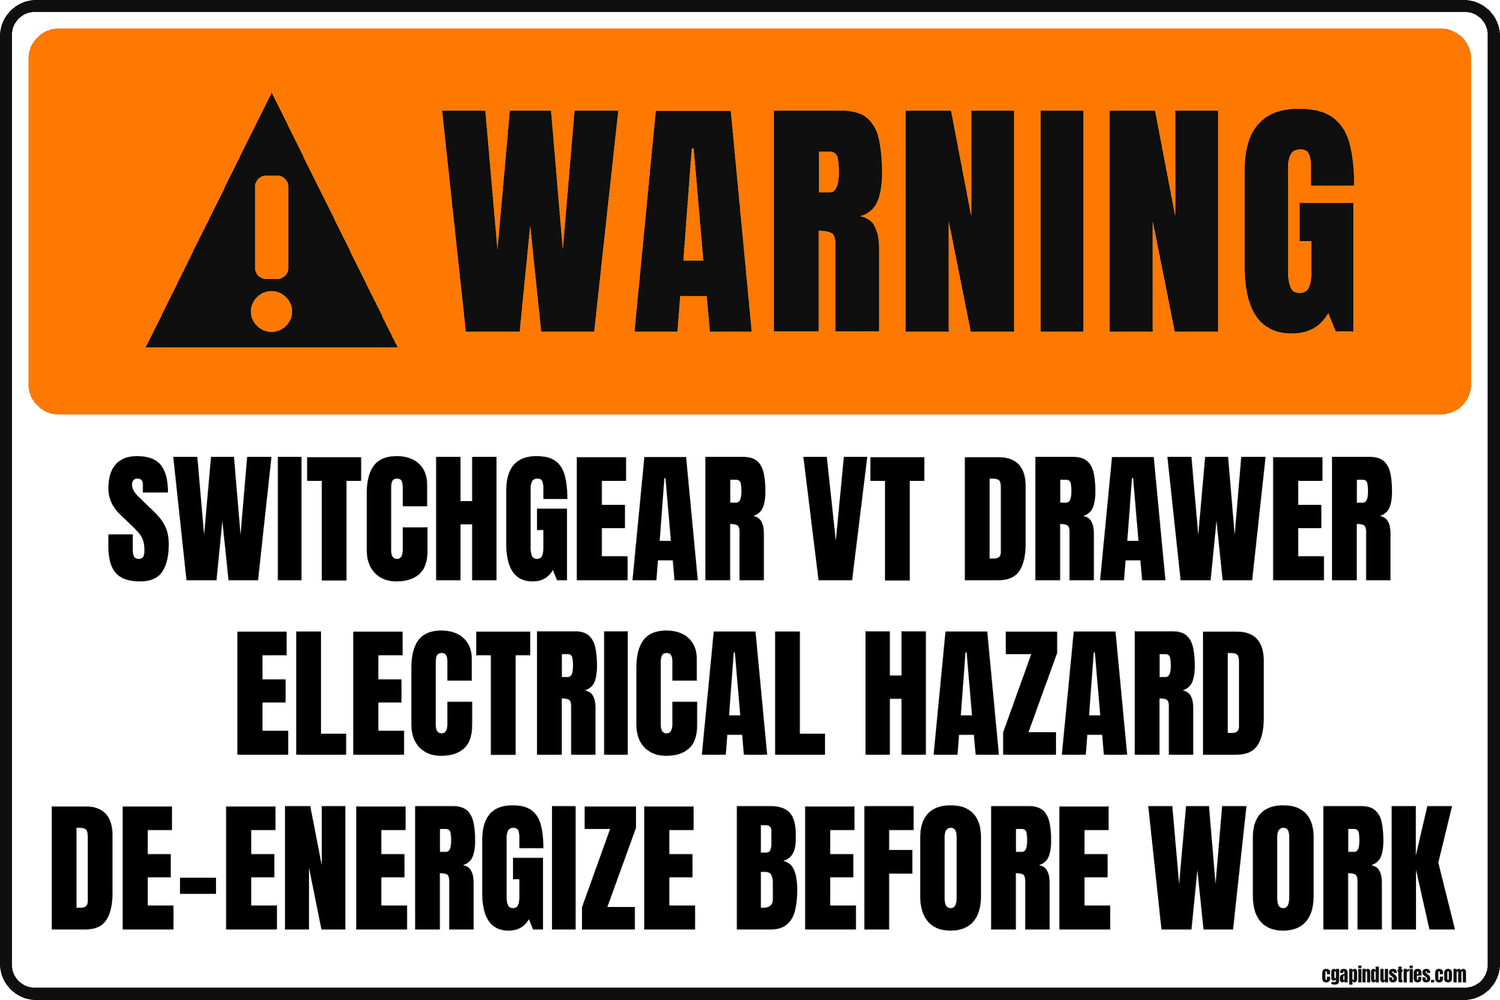 WARNING
SWITCHGEAR VT DRAWER
ELECTRICAL HAZARD
DE-ENERGIZE BEFORE WORK
cgapindustries.com